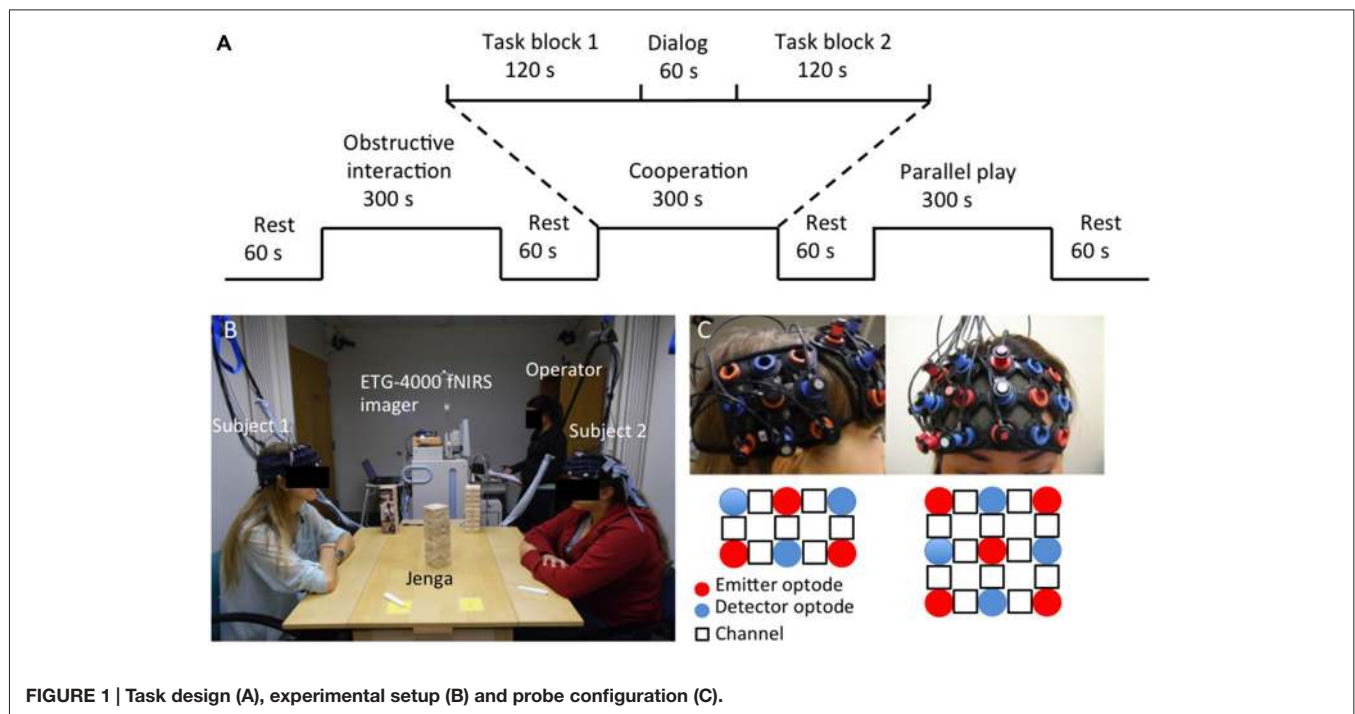 A
Task block 1
120 s
Dialog
60 s
Task block 2
120 s
Obstructive
interaction
300 s
Cooperation
300 s
Parallel play
300 s
Rest
60 s
Rest
60 s
Rest
60 s
Rest
60 s
B
ETG-4000 fNIRS
imager
Operator
Subject 1
Subject 2
Jenga
C
Emitter optode
Detector optode
Channel
FIGURE 1 | Task design (A), experimental setup (B) and probe configuration (C).